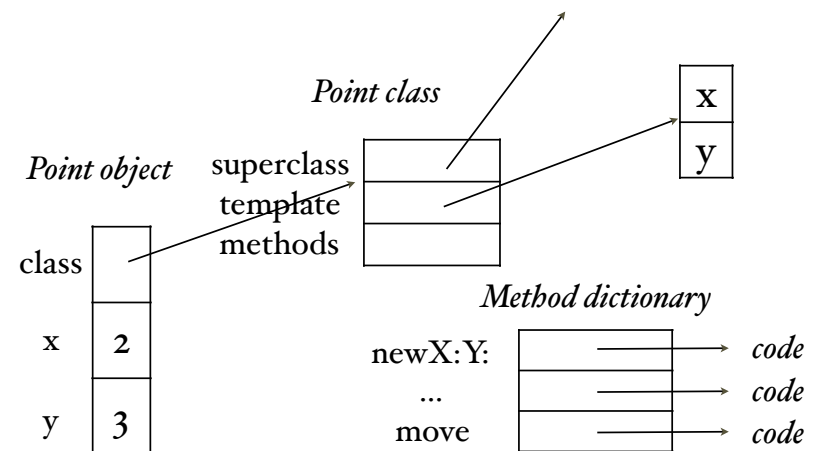 Point class
Point object
superclass
template
methods
x
y
class
x 2
y 3
Method dictionary
newX:Y: code
... code
move code